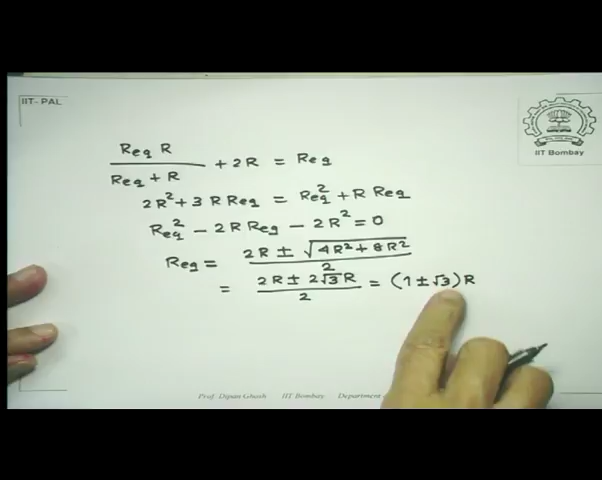 IIT-PAL
IIT Bombay
Req R / Req + R + 2R = Req
2R² + 3 R Req = Req² + R Req
Req² - 2R Req - 2R² = 0
Req = 2R ± √4R² + 8R² / 2
= 2R ± 2√3 R / 2 = (1 ± √3) R
Prof. Dipan Ghosh IIT Bombay Department